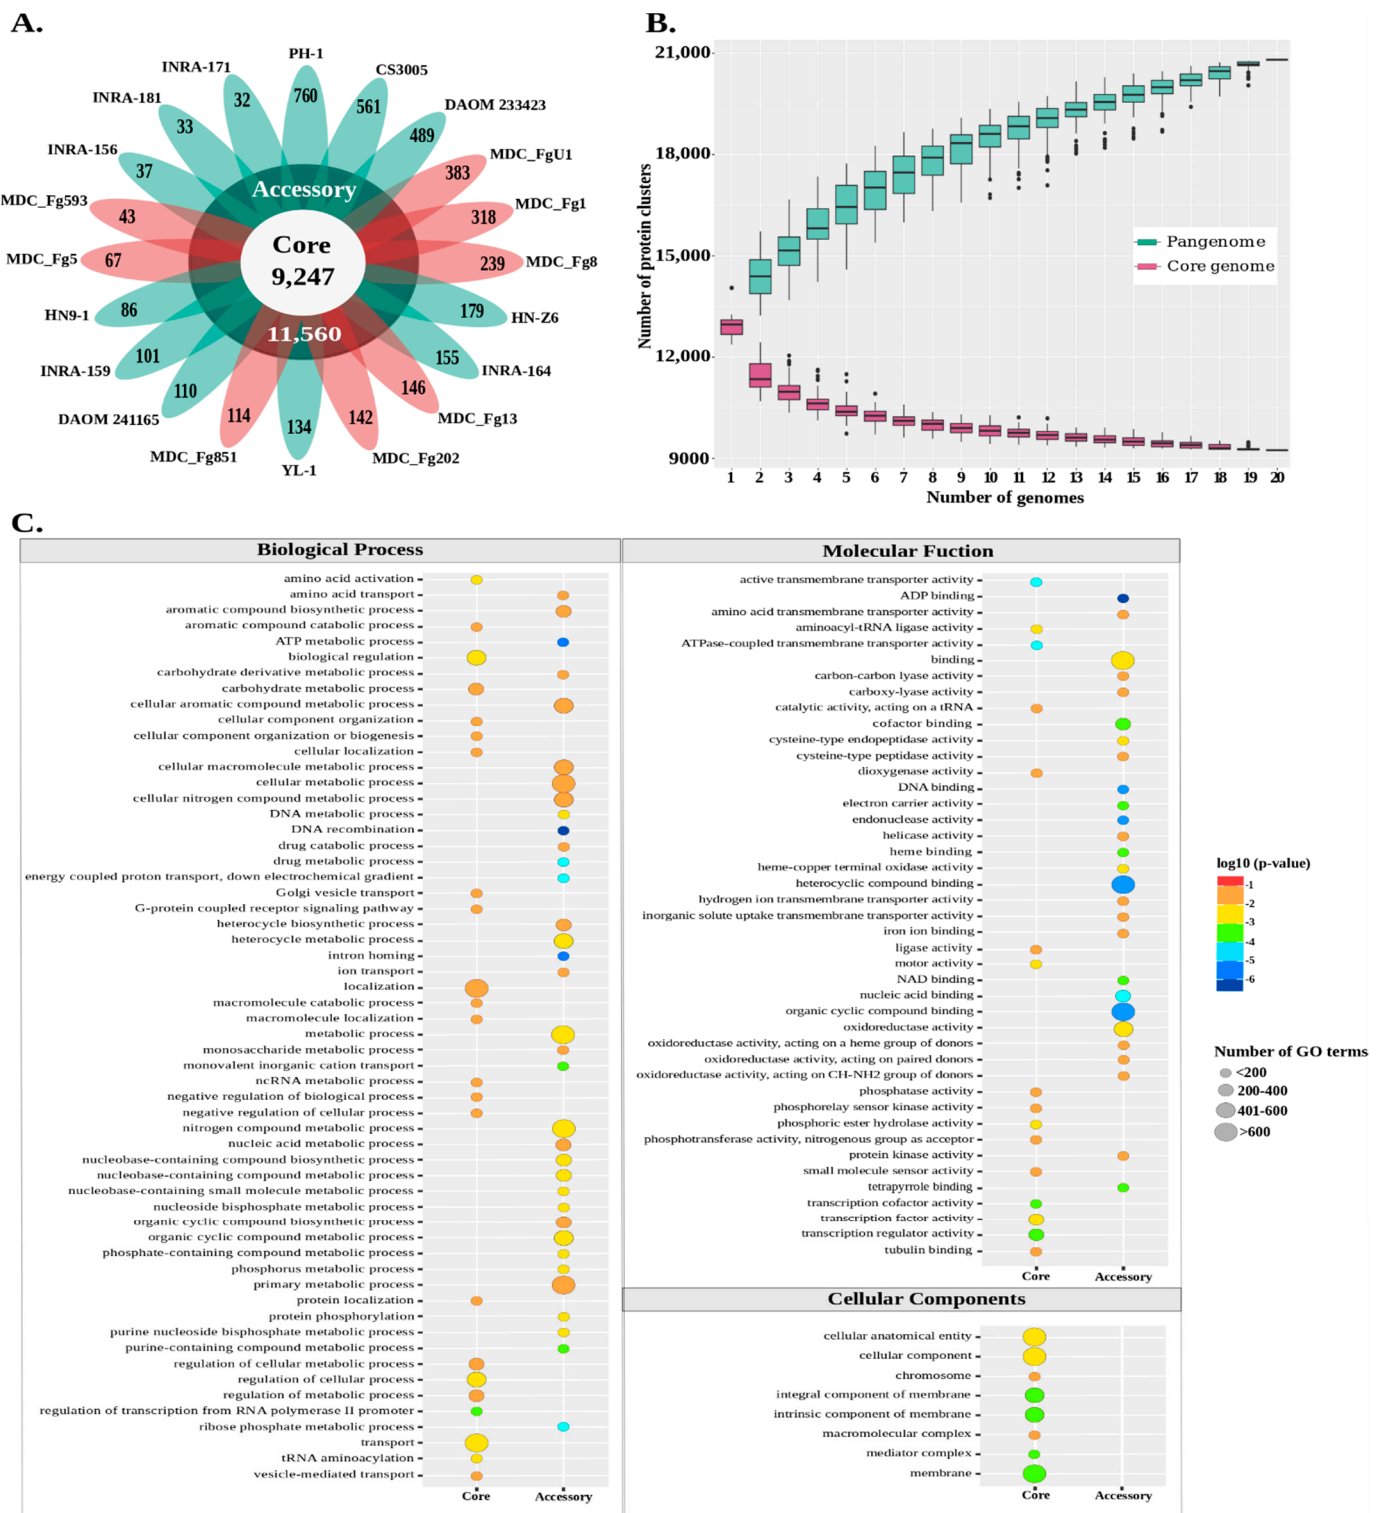 A.
PH-1
760
CS3005
561
DAOM 233423
489
MDC_FgU1
383
MDC_Fg1
318
MDC_Fg8
239
HN-Z6
179
INRA-164
155
MDC_Fg13
146
MDC_Fg202
142
YL-1
134
MDC_Fg851
114
DAOM 241165
110
INRA-159
101
HN9-1
86
MDC_Fg5
67
MDC_Fg593
43
INRA-156
37
INRA-181
33
INRA-171
32
Accessory
Core
9,247
11,560
B.
Number of protein clusters
21,000
18,000
15,000
12,000
9000
Pangenome
Core genome
1 2 3 4 5 6 7 8 9 10 11 12 13 14 15 16 17 18 19 20
Number of genomes
C.
Biological Process
amino acid activation
amino acid transport
aromatic compound biosynthetic process
aromatic compound catabolic process
ATP metabolic process
biological regulation
carbohydrate derivative metabolic process
carbohydrate metabolic process
cellular aromatic compound metabolic process
cellular component organization
cellular component organization or biogenesis
cellular localization
cellular macromolecule metabolic process
cellular metabolic process
cellular nitrogen compound metabolic process
DNA metabolic process
DNA recombination
drug catabolic process
drug metabolic process
energy coupled proton transport, down electrochemical gradient
Golgi vesicle transport
G-protein coupled receptor signaling pathway
heterocycle biosynthetic process
heterocycle metabolic process
intron homing
ion transport
localization
macromolecule catabolic process
macromolecule localization
metabolic process
monosaccharide metabolic process
monovalent inorganic cation transport
ncRNA metabolic process
negative regulation of biological process
negative regulation of cellular process
nitrogen compound metabolic process
nucleic acid metabolic process
nucleobase-containing compound biosynthetic process
nucleobase-containing compound metabolic process
nucleobase-containing small molecule metabolic process
nucleoside bisphosphate metabolic process
organic cyclic compound biosynthetic process
organic cyclic compound metabolic process
phosphate-containing compound metabolic process
phosphorus metabolic process
primary metabolic process
protein localization
protein phosphorylation
purine nucleoside bisphosphate metabolic process
purine-containing compound metabolic process
regulation of cellular metabolic process
regulation of cellular process
regulation of metabolic process
regulation of transcription from RNA polymerase II promoter
ribose phosphate metabolic process
transport
tRNA aminoacylation
vesicle-mediated transport
Core Accessory
Molecular Fuction
active transmembrane transporter activity
ADP binding
amino acid transmembrane transporter activity
aminoacyl-tRNA ligase activity
ATPase-coupled transmembrane transporter activity
binding
carbon-carbon lyase activity
carboxy-lyase activity
catalytic activity, acting on a tRNA
cofactor binding
cysteine-type endopeptidase activity
cysteine-type peptidase activity
dioxygenase activity
DNA binding
electron carrier activity
endonuclease activity
helicase activity
heme binding
heme-copper terminal oxidase activity
heterocyclic compound binding
hydrogen ion transmembrane transporter activity
inorganic solute uptake transmembrane transporter activity
iron ion binding
ligase activity
motor activity
NAD binding
nucleic acid binding
organic cyclic compound binding
oxidoreductase activity
oxidoreductase activity, acting on a heme group of donors
oxidoreductase activity, acting on paired donors
oxidoreductase activity, acting on CH-NH2 group of donors
phosphatase activity
phosphorelay sensor kinase activity
phosphoric ester hydrolase activity
phosphotransferase activity, nitrogenous group as acceptor
protein kinase activity
small molecule sensor activity
tetrapyrrole binding
transcription cofactor activity
transcription factor activity
transcription regulator activity
tubulin binding
Core Accessory
Cellular Components
cellular anatomical entity
cellular component
chromosome
integral component of membrane
intrinsic component of membrane
macromolecular complex
mediator complex
membrane
Core Accessory
log10 (p-value)
-1
-2
-3
-4
-5
-6
Number of GO terms
<200
200-400
401-600
>600